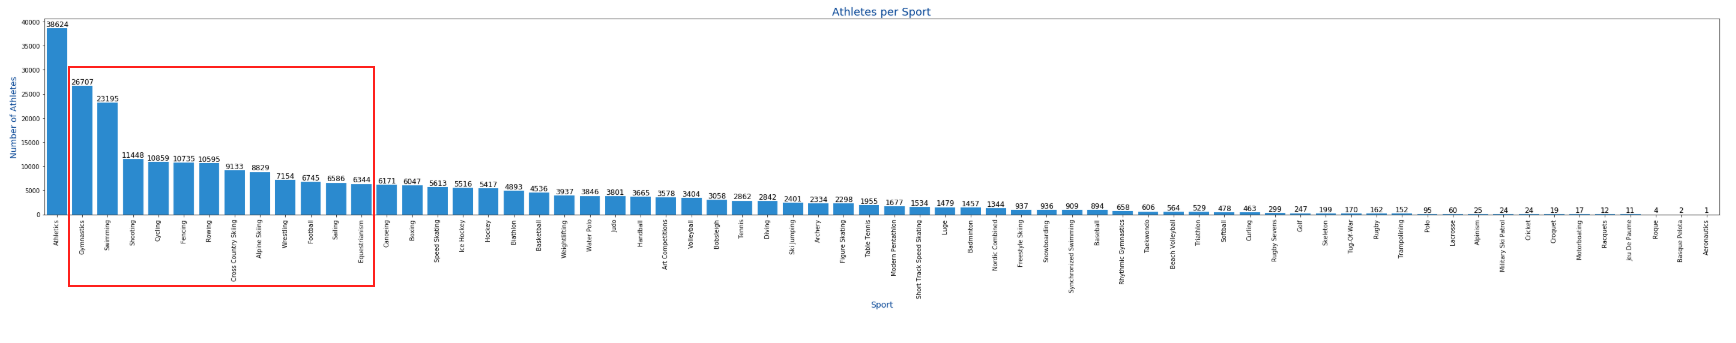 Athletes per Sport
Number of Athletes
40000
35000
30000
25000
20000
15000
10000
5000
0
38624
26707
23195
11448
10859
10735
10595
9133
8829
7154
6745
6586
6344
6171
6047
5613
5516
5417
4893
4536
3937
3846
3801
3665
3578
3404
3058
2862
2842
2401
2334
2298
1955
1677
1534
1479
1457
1344
937
936
909
894
658
606
564
529
478
463
299
247
199
170
162
152
95
60
25
24
24
19
17
12
11
4
2
1
Athletics
Gymnastics
Swimming
Shooting
Cycling
Fencing
Rowing
Cross Country Skiing
Alpine Skiing
Wrestling
Football
Sailing
Equestrianism
Canoeing
Boxing
Speed Skating
Ice Hockey
Hockey
Biathlon
Basketball
Weightlifting
Water Polo
Judo
Handball
Art Competitions
Volleyball
Bobsleigh
Tennis
Diving
Ski Jumping
Archery
Figure Skating
Table Tennis
Modern Pentathlon
Short Track Speed Skating
Luge
Badminton
Nordic Combined
Freestyle Skiing
Snowboarding
Synchronized Swimming
Baseball
Rhythmic Gymnastics
Taekwondo
Beach Volleyball
Triathlon
Softball
Curling
Rugby Sevens
Golf
Skeleton
Tug-Of-War
Rugby
Trampolining
Polo
Lacrosse
Alpinism
Military Ski Patrol
Cricket
Croquet
Motorboating
Racquets
Jeu De Paume
Roque
Basque Pelota
Aeronautics
Sport